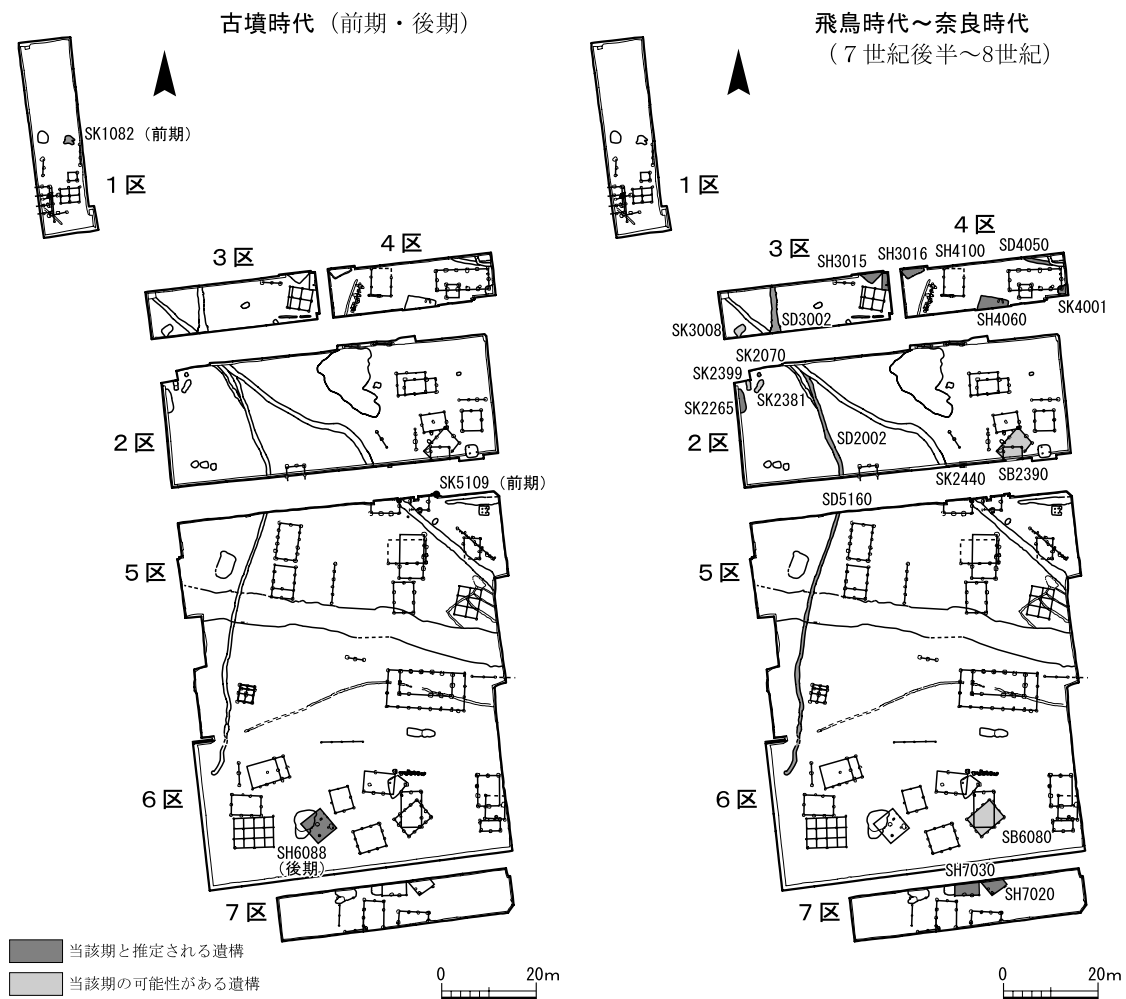 古墳時代（前期・後期）
SK1082（前期）
1区
3区
4区
2区
SK5109（前期）
5区
6区
SH6088
（後期）
7区
当該期と推定される遺構
当該期の可能性がある遺構
0 20m
飛鳥時代～奈良時代
（７世紀後半～8世紀）
1区
4区
3区
SH3015
SH3016
SH4100
SD4050
SK4001
SH4060
SD3002
SK3008
SK2070
SK2399
SK2381
SK2265
2区
SD2002
SK2440
SB2390
SD5160
5区
6区
SB6080
SH7030
SH7020
7区
0 20m